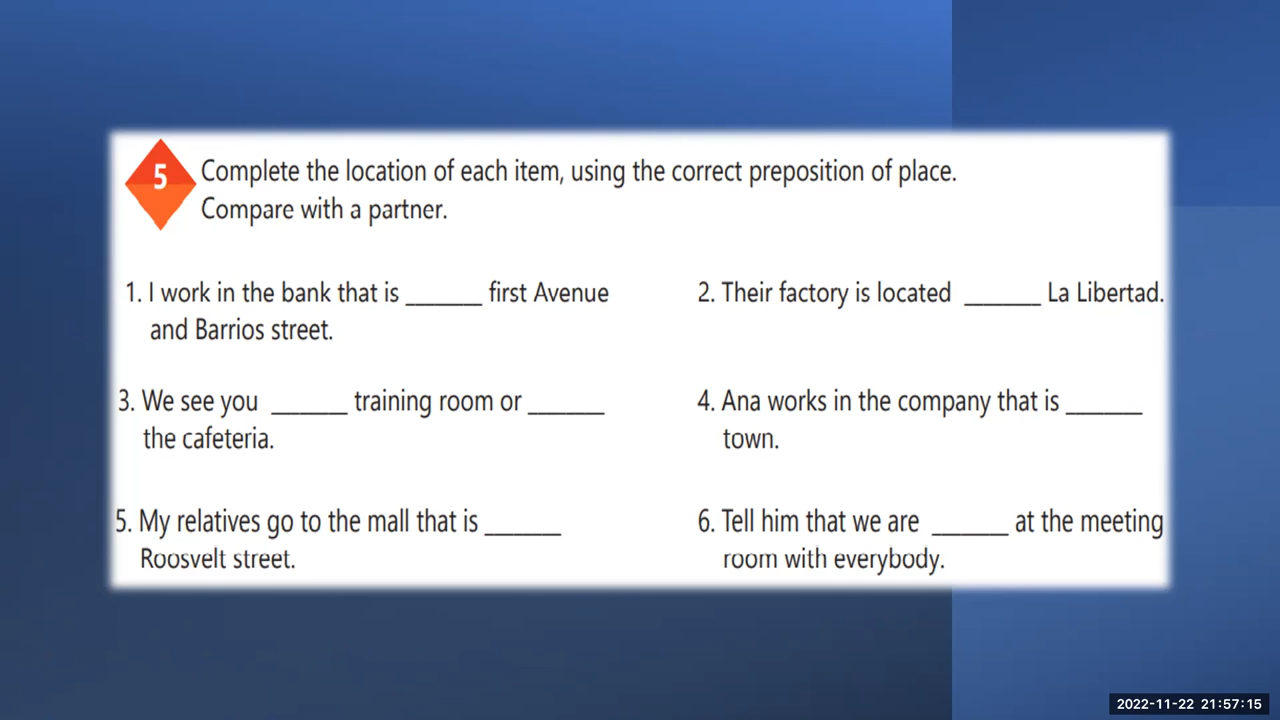 5
Complete the location of each item, using the correct preposition of place.
Compare with a partner.
1. I work in the bank that is _______ first Avenue
and Barrios street.
2. Their factory is located _______ La Libertad.
3. We see you _______ training room or _______
the cafeteria.
4. Ana works in the company that is _______
town.
5. My relatives go to the mall that is _______
Roosvelt street.
6. Tell him that we are _______ at the meeting
room with everybody.
2022-11-22 21:57:15